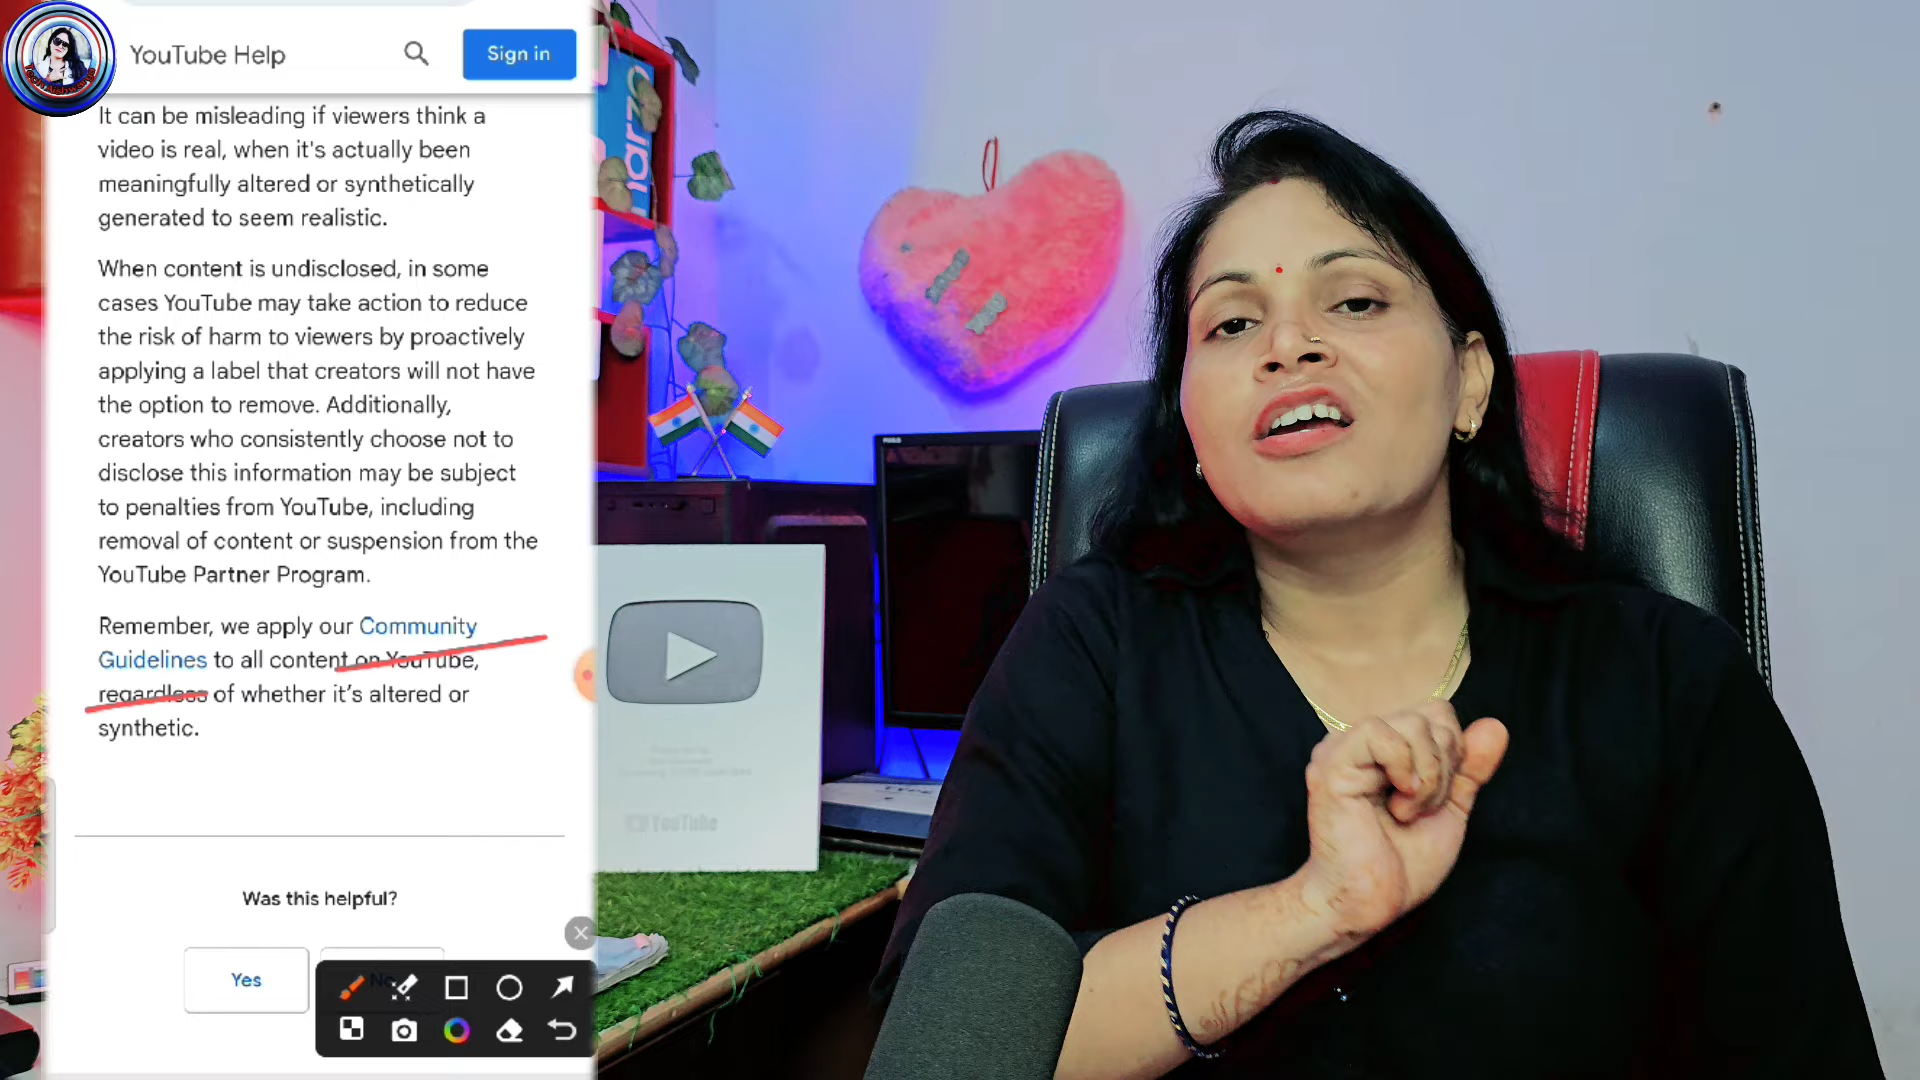 YouTube Help
Sign in
It can be misleading if viewers think a
video is real, when it's actually been
meaningfully altered or synthetically
generated to seem realistic.
When content is undisclosed, in some
cases YouTube may take action to reduce
the risk of harm to viewers by proactively
applying a label that creators will not have
the option to remove. Additionally,
creators who consistently choose not to
disclose this information may be subject
to penalties from YouTube, including
removal of content or suspension from the
YouTube Partner Program.
Remember, we apply our Community
Guidelines to all content on YouTube,
regardless of whether it’s altered or
synthetic.
Was this helpful?
Yes
No
narzo
YouTube